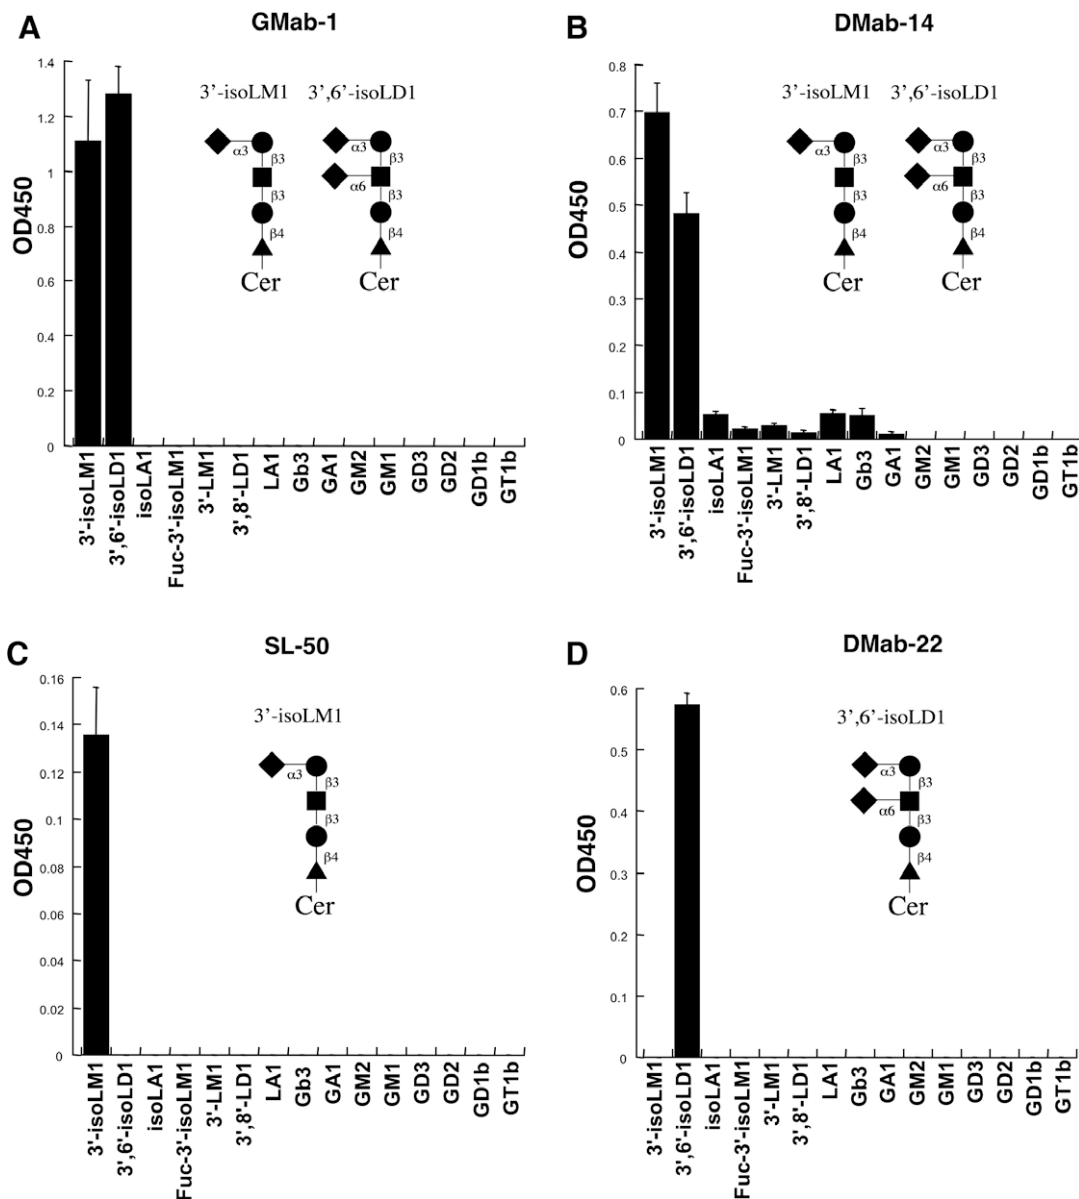 A
GMab-1
1.4
1.2
1
0.8
0.6
0.4
0.2
0
OD450
3’-isoLM1 3’,6’-isoLD1
α3
β3
β3
β4
Cer
α3
β3
α6
β3
β4
Cer
3'-isoLM1
3',6'-isoLD1
isoLA1
Fuc-3'-isoLM1
3'-LM1
3',8'-LD1
LA1
Gb3
GA1
GM2
GM1
GD3
GD2
GD1b
GT1b
B
DMab-14
0.8
0.7
0.6
0.5
0.4
0.3
0.2
0.1
0
OD450
3’-isoLM1 3’,6’-isoLD1
α3
β3
β3
β4
Cer
α3
β3
α6
β3
β4
Cer
3'-isoLM1
3',6'-isoLD1
isoLA1
Fuc-3'-isoLM1
3'-LM1
3',8'-LD1
LA1
Gb3
GA1
GM2
GM1
GD3
GD2
GD1b
GT1b
C
SL-50
0.16
0.14
0.12
0.1
0.08
0.06
0.04
0.02
0
OD450
3’-isoLM1
α3
β3
β3
β4
Cer
3'-isoLM1
3',6'-isoLD1
isoLA1
Fuc-3'-isoLM1
3'-LM1
3',8'-LD1
LA1
Gb3
GA1
GM2
GM1
GD3
GD2
GD1b
GT1b
D
DMab-22
0.6
0.5
0.4
0.3
0.2
0.1
0
OD450
3’,6’-isoLD1
α3
β3
α6
β3
β4
Cer
3'-isoLM1
3',6'-isoLD1
isoLA1
Fuc-3'-isoLM1
3'-LM1
3',8'-LD1
LA1
Gb3
GA1
GM2
GM1
GD3
GD2
GD1b
GT1b